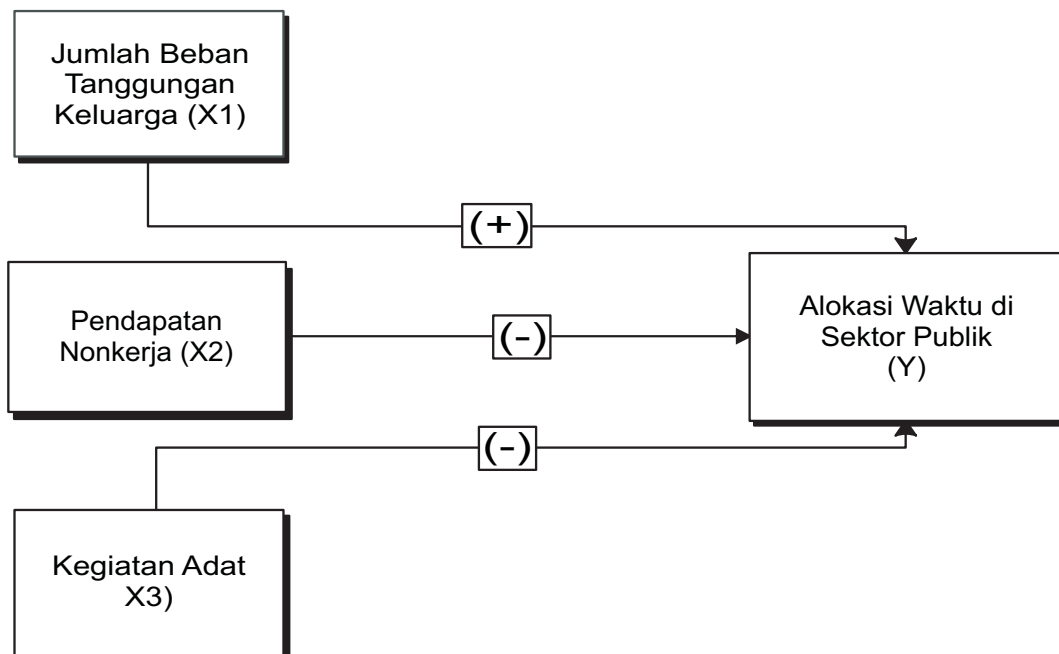 Jumlah Beban
Tanggungan
Keluarga (X1)
(+)
Pendapatan
Nonkerja (X2)
(-)
Alokasi Waktu di
Sektor Publik
(Y)
(-)
Kegiatan Adat
X3)